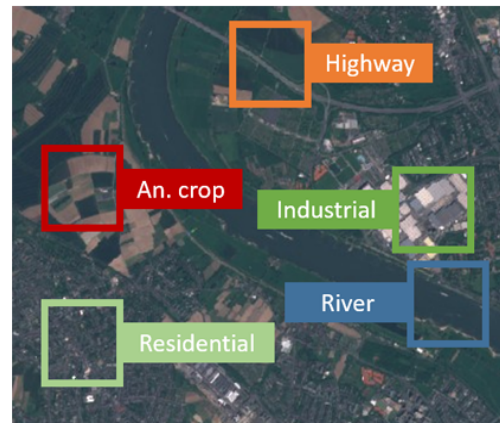 Highway
An. crop
Industrial
River
Residential